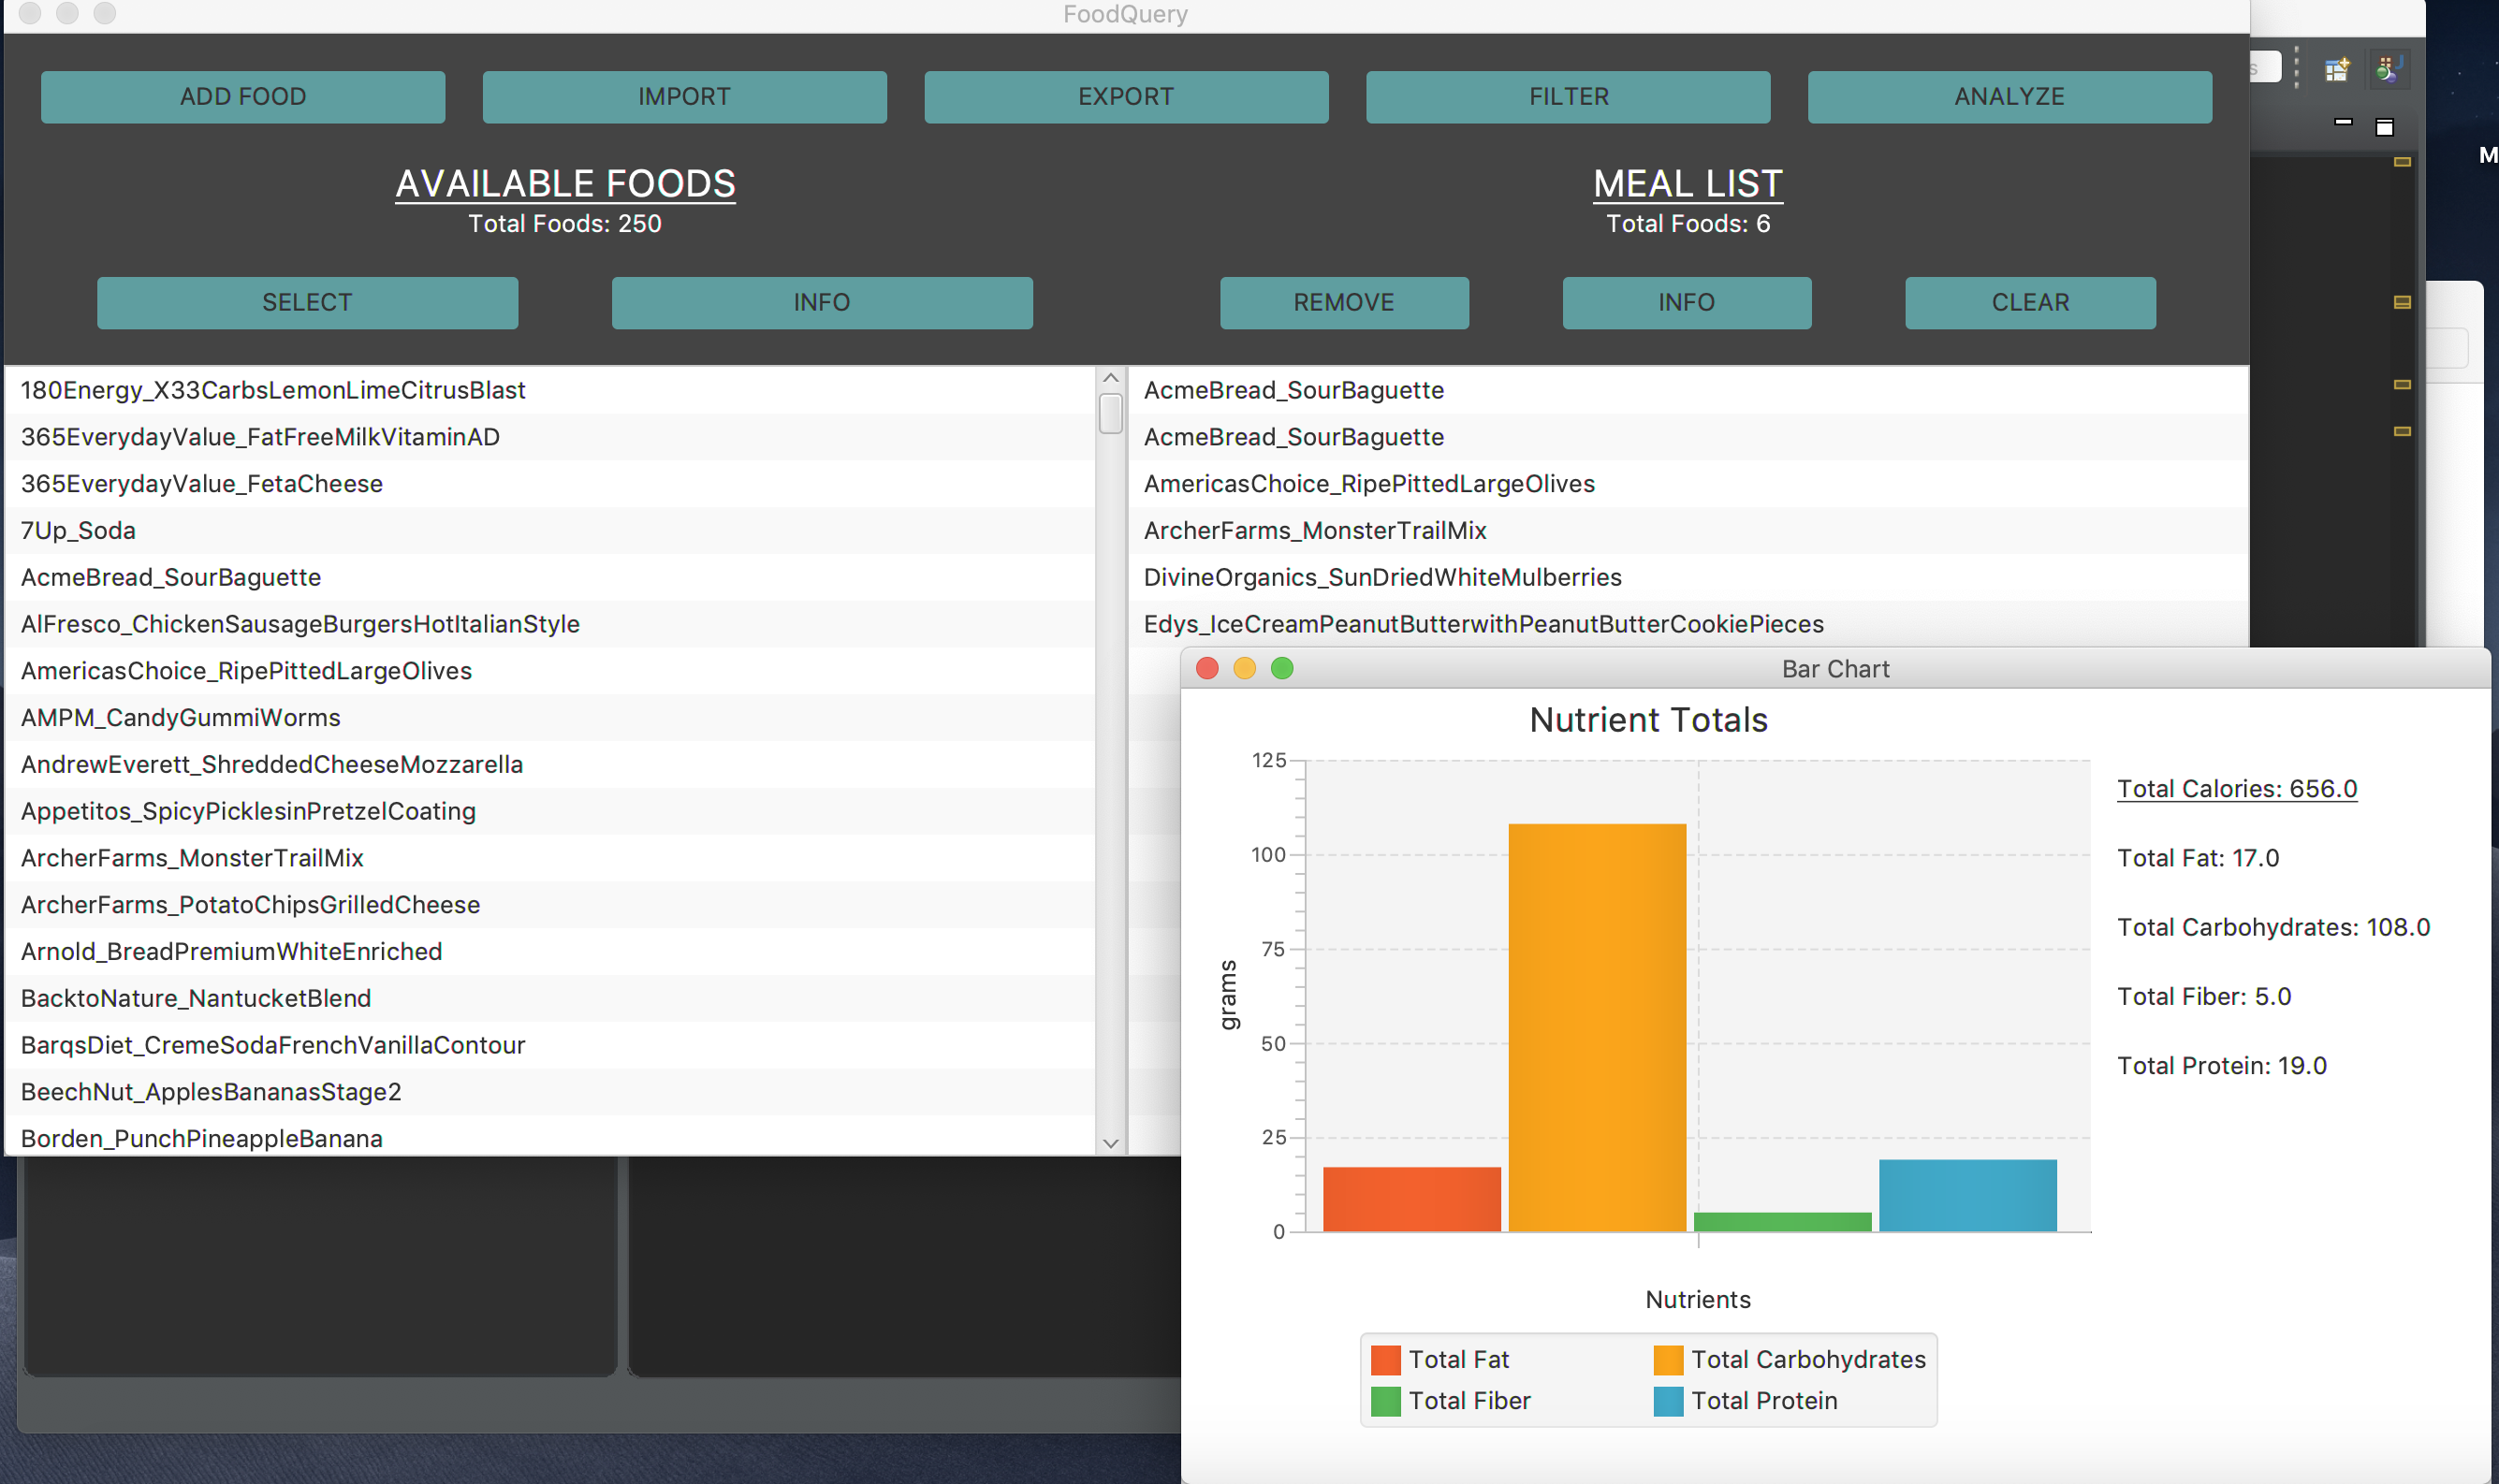 FoodQuery
ADD FOOD IMPORT EXPORT FILTER ANALYZE
AVAILABLE FOODS
Total Foods: 250
MEAL LIST
Total Foods: 6
SELECT INFO REMOVE INFO CLEAR
180Energy_X33CarbsLemonLimeCitrusBlast
365EverydayValue_FatFreeMilkVitaminAD
365EverydayValue_FetaCheese
7Up_Soda
AcmeBread_SourBaguette
AlFresco_ChickenSausageBurgersHotItalianStyle
AmericasChoice_RipePittedLargeOlives
AMPM_CandyGummiWorms
AndrewEverett_ShreddedCheeseMozzarella
Appetitos_SpicyPicklesinPretzelCoating
ArcherFarms_MonsterTrailMix
ArcherFarms_PotatoChipsGrilledCheese
Arnold_BreadPremiumWhiteEnriched
BacktoNature_NantucketBlend
BarqsDiet_CremeSodaFrenchVanillaContour
BeechNut_ApplesBananasStage2
Borden_PunchPineappleBanana
AcmeBread_SourBaguette
AcmeBread_SourBaguette
AmericasChoice_RipePittedLargeOlives
ArcherFarms_MonsterTrailMix
DivineOrganics_SunDriedWhiteMulberries
Edys_IceCreamPeanutButterwithPeanutButterCookiePieces
Bar Chart
Nutrient Totals
125
100
75
50
25
0
grams
Nutrients
Total Fat Total Carbohydrates
Total Fiber Total Protein
Total Calories: 656.0
Total Fat: 17.0
Total Carbohydrates: 108.0
Total Fiber: 5.0
Total Protein: 19.0
s
J
M